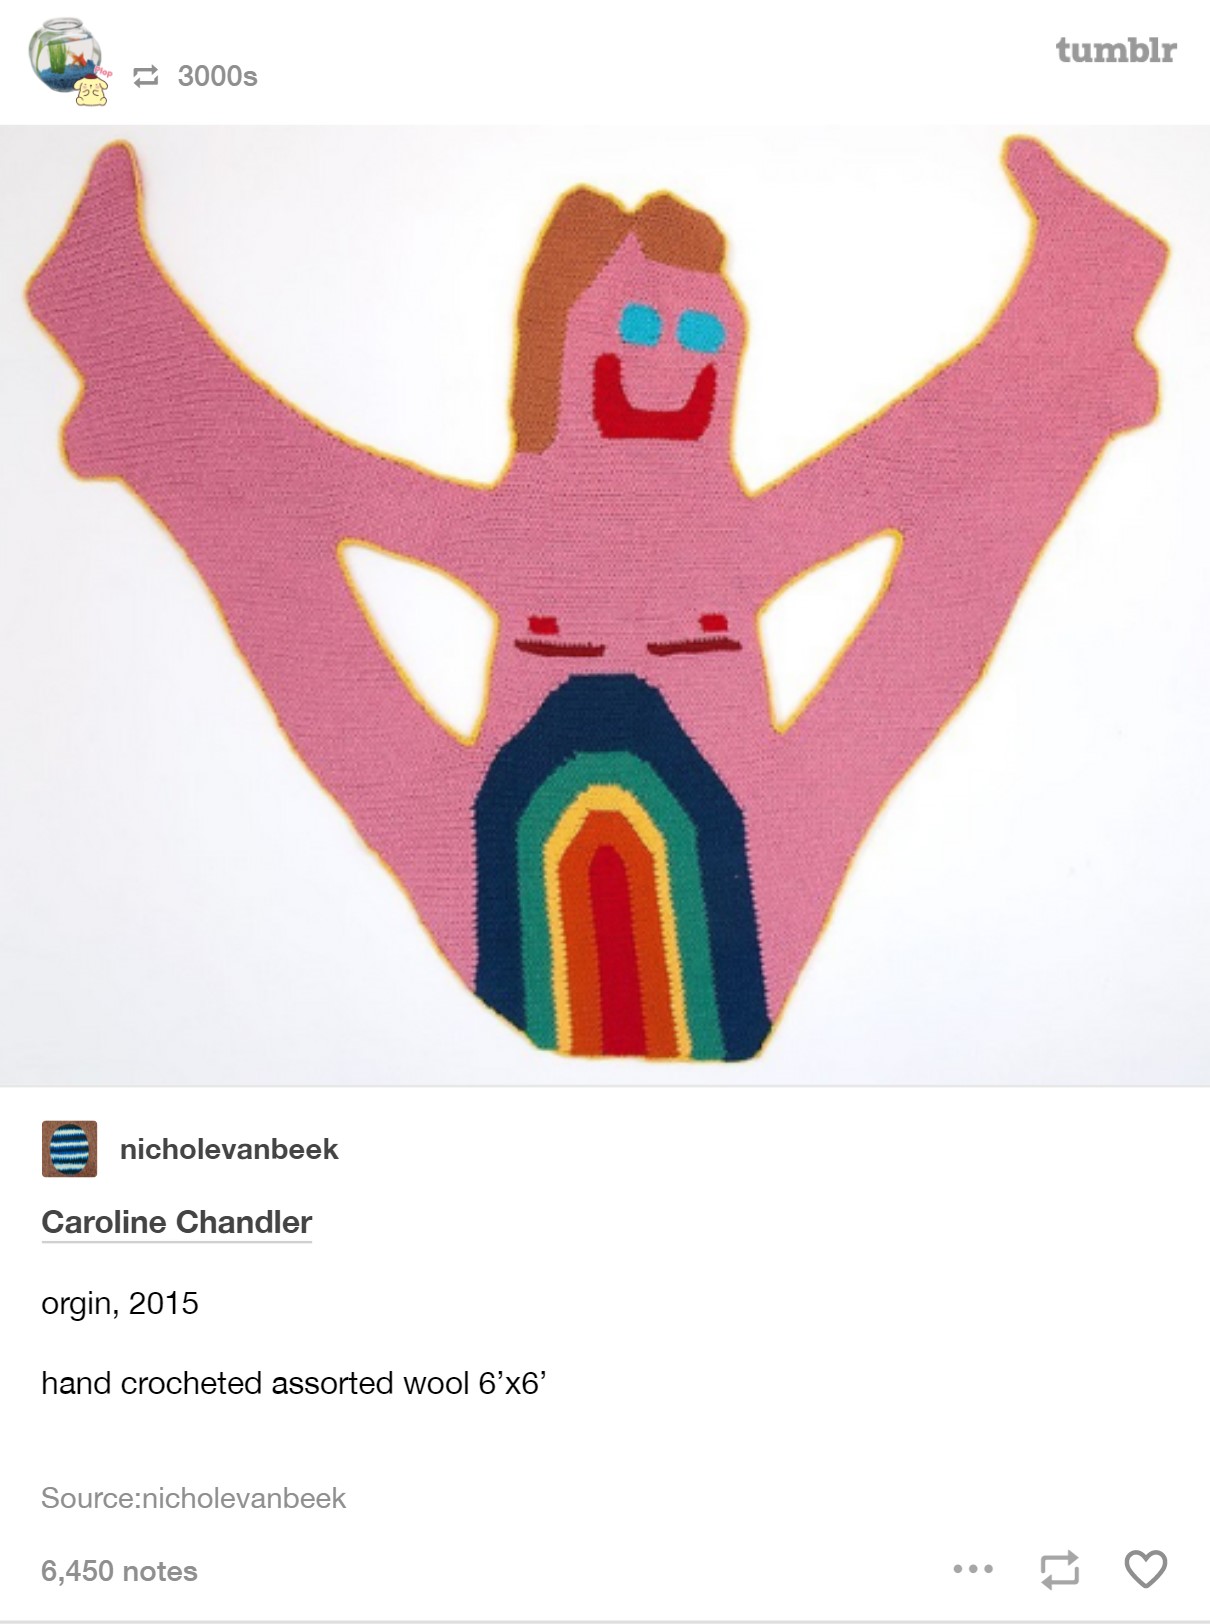 3000s
tumblr
nicholevanbeek
Caroline Chandler
orgin, 2015
hand crocheted assorted wool 6’x6’
Source:nicholevanbeek
6,450 notes